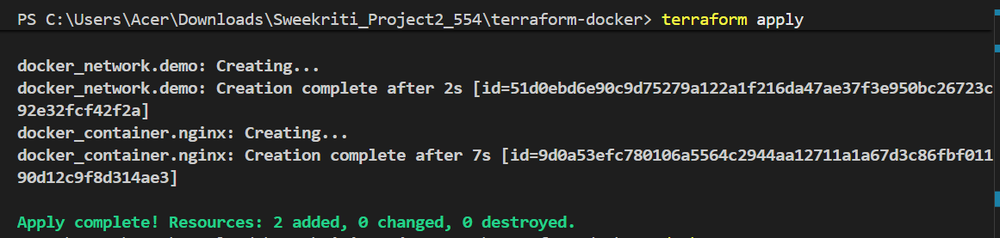 PS C:\Users\Acer\Downloads\Sweekriti_Project2_554\terraform-docker> terraform apply
docker_network.demo: Creating...
docker_network.demo: Creation complete after 2s [id=51d0ebd6e90c9d75279a122a1f216da47ae37f3e950bc26723c
92e32fcf42f2a]
docker_container.nginx: Creating...
docker_container.nginx: Creation complete after 7s [id=9d0a53efc780106a5564c2944aa12711a1a67d3c86fbf011
90d12c9f8d314ae3]
Apply complete! Resources: 2 added, 0 changed, 0 destroyed.